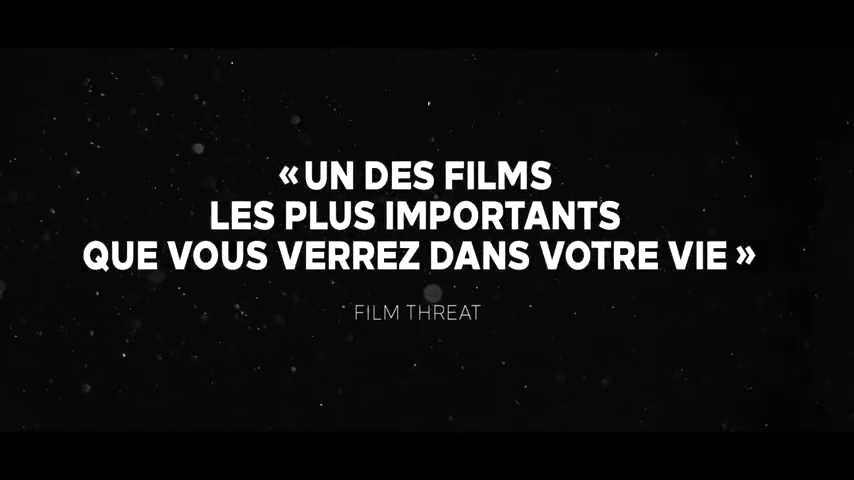 « UN DES FILMS
LES PLUS IMPORTANTS
QUE VOUS VERREZ DANS VOTRE VIE »
FILM THREAT